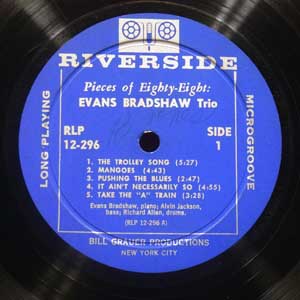 RIVERSIDE
Pieces of Eighty-Eight:
EVANS BRADSHAW Trio
LONG PLAYING
MICROGROOVE
RLP
12-296
SIDE
1
1. THE TROLLEY SONG (5:27)
2. MANGOES (4:43)
3. PUSHING THE BLUES (2:47)
4. IT AIN'T NECESSARILY SO (4:55)
5. TAKE THE "A" TRAIN (3:28)
Evans Bradshaw, piano; Alvin Jackson,
bass; Richard Allen, drums.
(RLP 12-296 A)
BILL GRAUER PRODUCTIONS
NEW YORK CITY